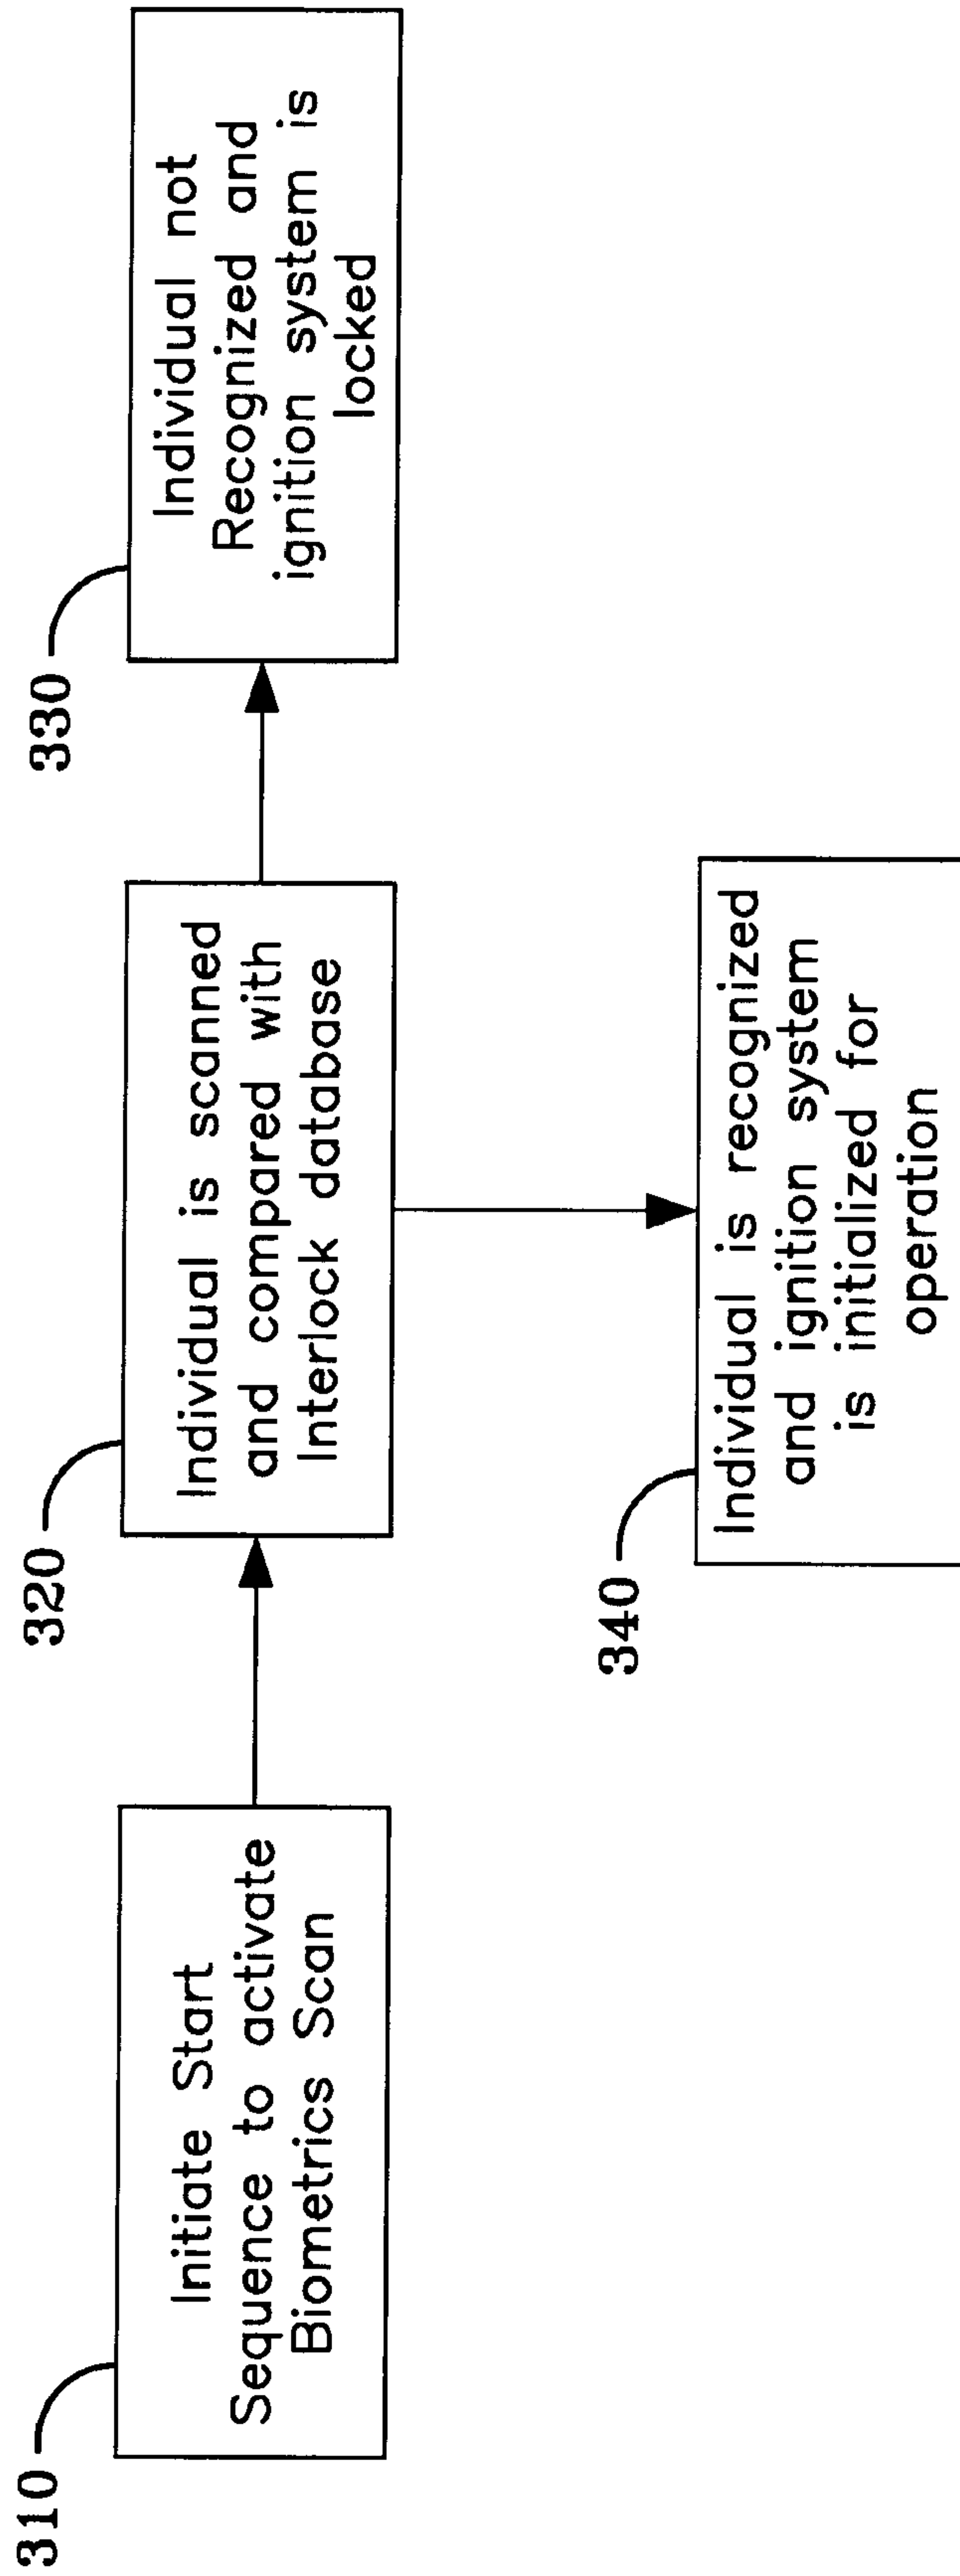 310
Initiate Start
Sequence to activate
Biometrics Scan
320
Individual is scanned
and compared with
Interlock database
330
Individual not
Recognized and
ignition system is
locked
340
Individual is recognized
and ignition system
is initialized for
operation